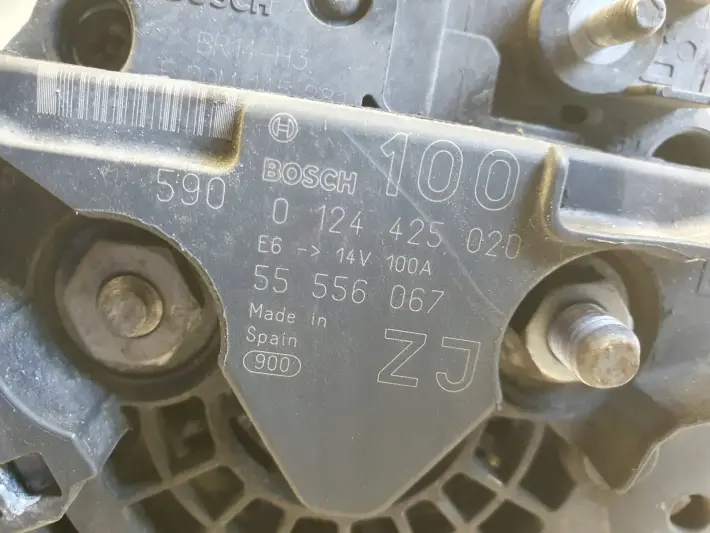 BOSCH
BR14-H3
BOSCH 100
590
0 124 425 020
E6 -> 14V 100A
55 556 067
Made in
Spain
900
ZJ